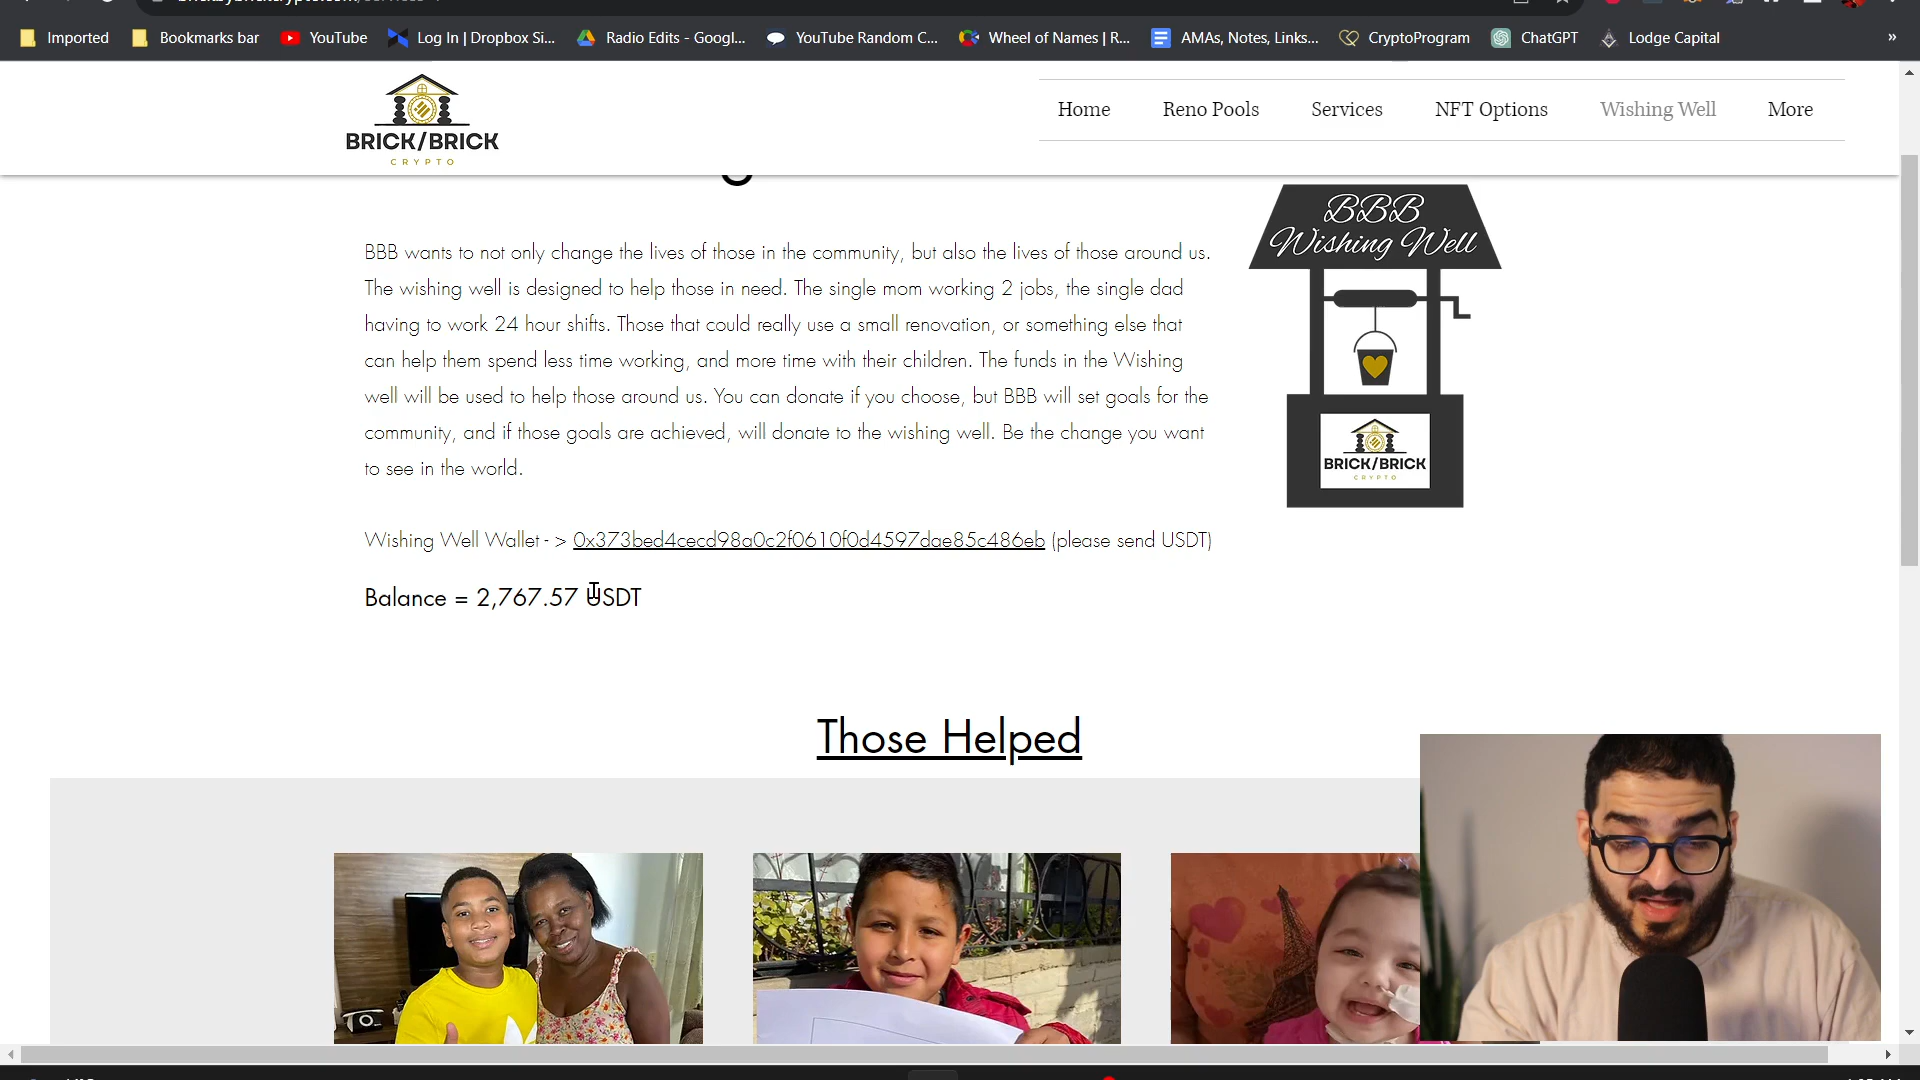 Imported
Bookmarks bar
YouTube
Log In | Dropbox Si...
Radio Edits - Googl...
YouTube Random C...
Wheel of Names | R...
AMAs, Notes, Links...
CryptoProgram
ChatGPT
Lodge Capital
»
BRICK/BRICK
CRYPTO
Home
Reno Pools
Services
NFT Options
Wishing Well
More
BBB
Wishing Well
BBB wants to not only change the lives of those in the community, but also the lives of those around us.
The wishing well is designed to help those in need. The single mom working 2 jobs, the single dad
having to work 24 hour shifts. Those that could really use a small renovation, or something else that
can help them spend less time working, and more time with their children. The funds in the Wishing
well will be used to help those around us. You can donate if you choose, but BBB will set goals for the
community, and if those goals are achieved, will donate to the wishing well. Be the change you want
to see in the world.
BRICK/BRICK
CRYPTO
Wishing Well Wallet - > 0x373bed4cecd98a0c2f0610f0d4597dae85c486eb (please send USDT)
Balance = 2,767.57 USDT
Those Helped